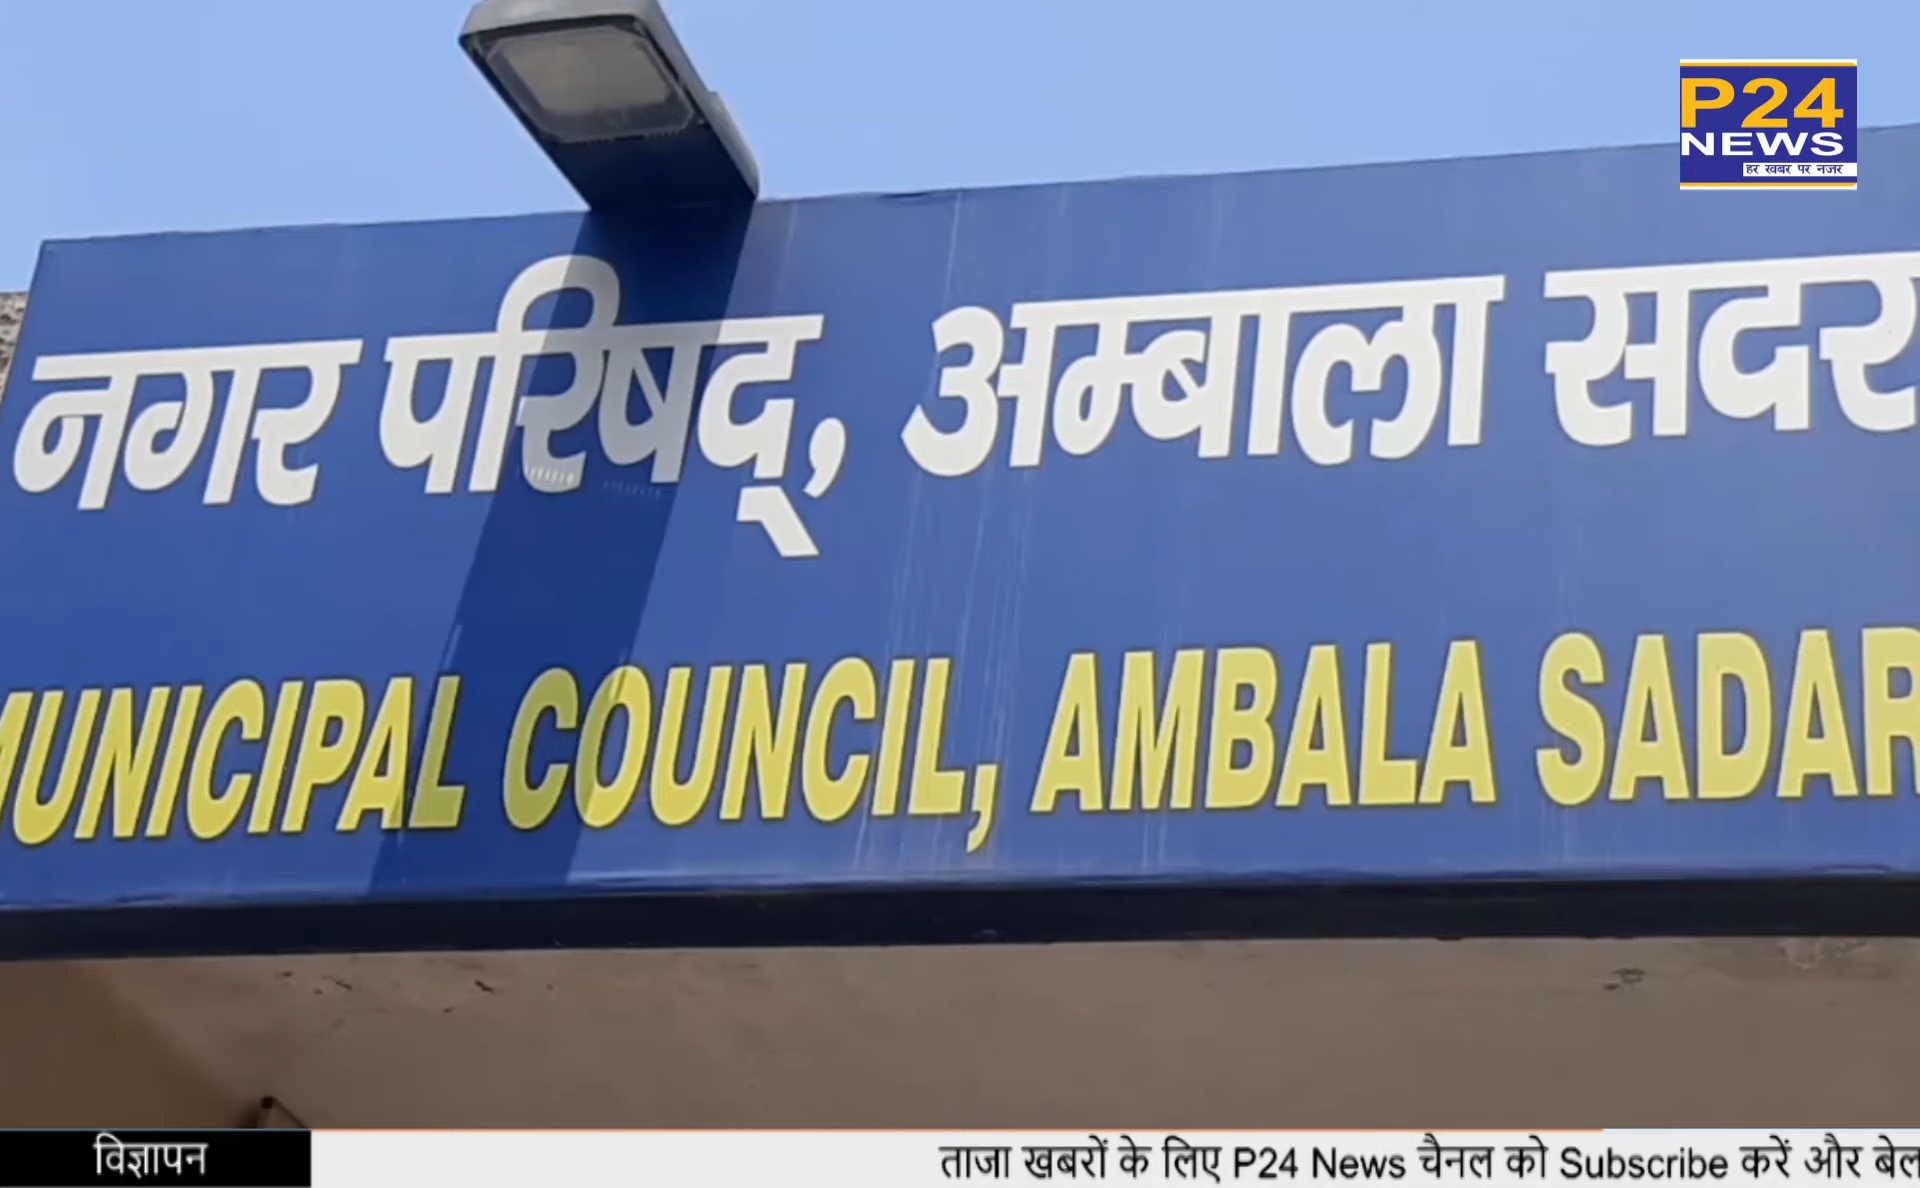 P24
NEWS
हर खबर पर नजर
नगर परिषद्, अम्बाला सदर
MUNICIPAL COUNCIL, AMBALA SADAR
विज्ञापन
ताजा खबरों के लिए P24 News चैनल को Subscribe करें और बेल